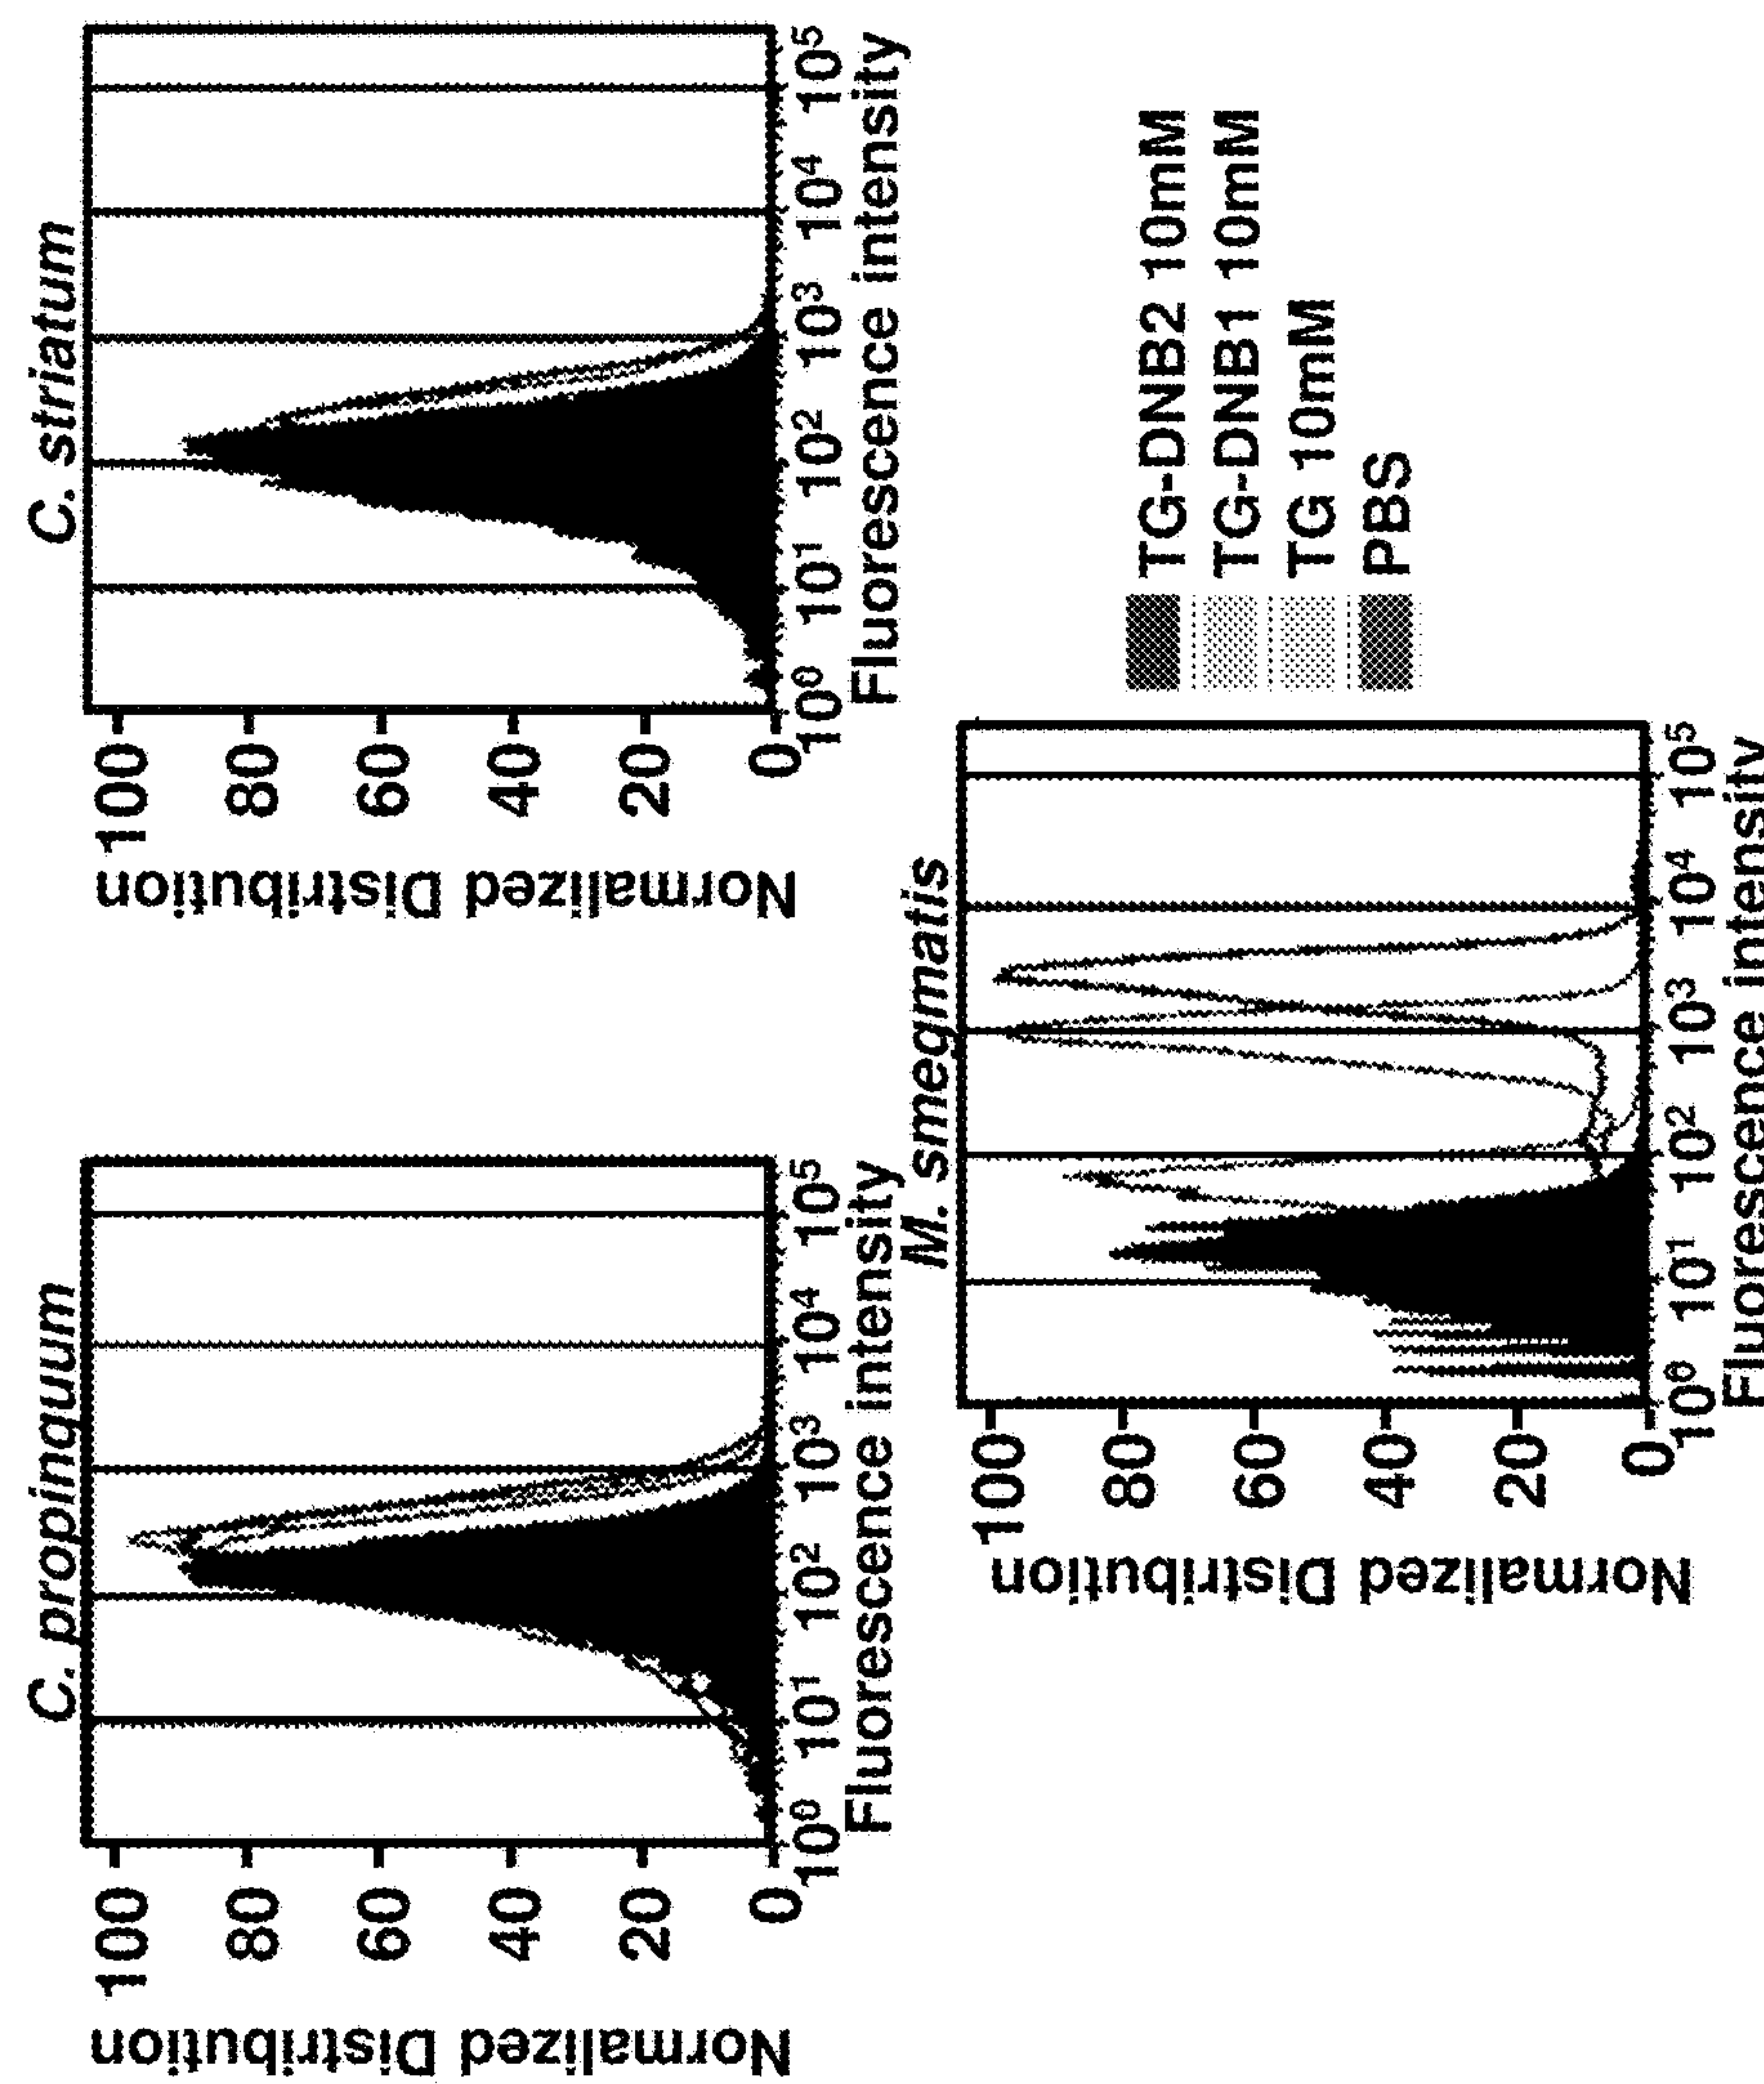 C. propinquum
Normalized Distribution
100
80
60
40
20
0
10⁰ 10¹ 10² 10³ 10⁴ 10⁵
Fluorescence intensity
C. striatum
Normalized Distribution
100
80
60
40
20
0
10⁰ 10¹ 10² 10³ 10⁴ 10⁵
Fluorescence intensity
M. smegmatis
Normalized Distribution
100
80
60
40
20
0
10⁰ 10¹ 10² 10³ 10⁴ 10⁵
Fluorescence intensity
TG-DNB2 10mM
TG-DNB1 10mM
TG 10mM
PBS